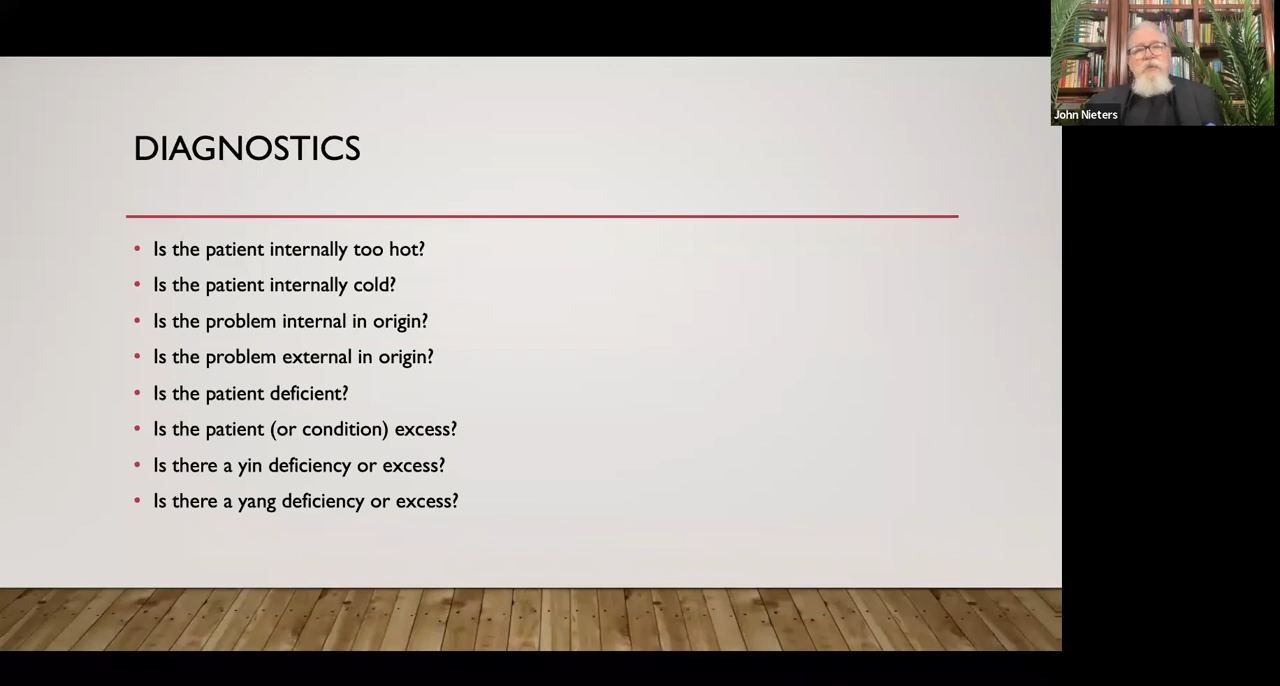 DIAGNOSTICS
• Is the patient internally too hot?
• Is the patient internally cold?
• Is the problem internal in origin?
• Is the problem external in origin?
• Is the patient deficient?
• Is the patient (or condition) excess?
• Is there a yin deficiency or excess?
• Is there a yang deficiency or excess?
John Nieters